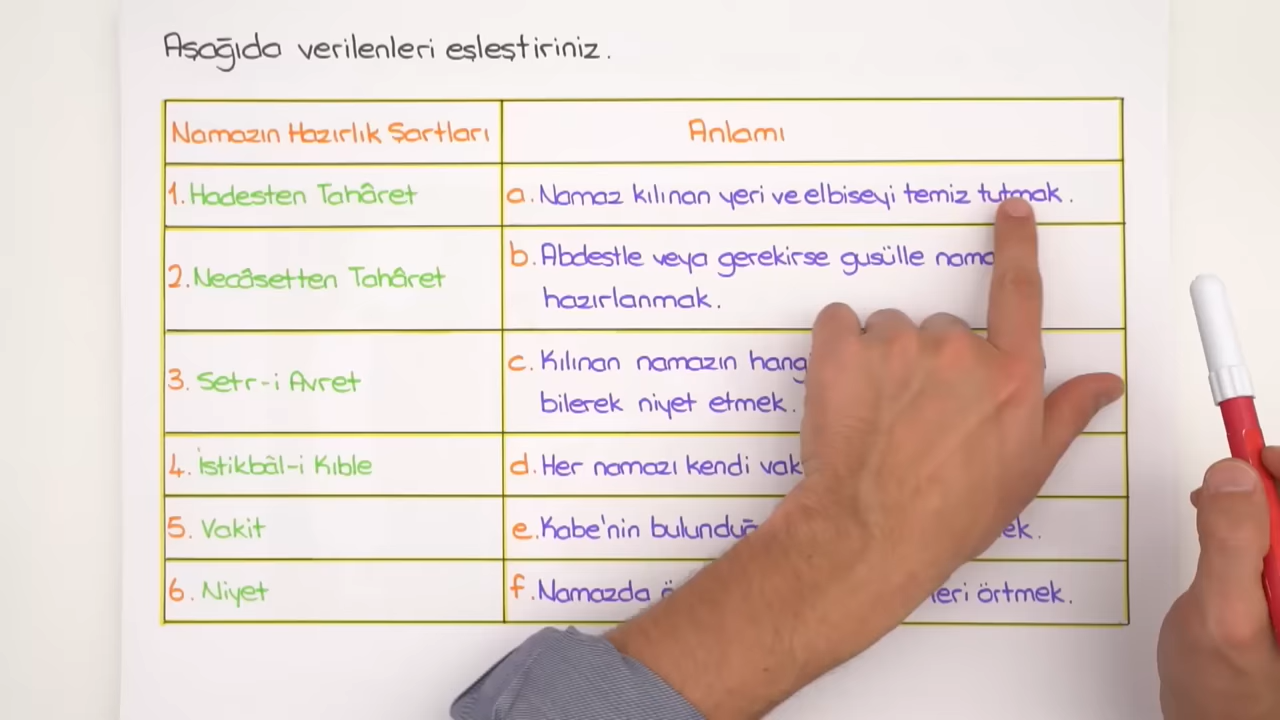 Aşağıda verilenleri eşleştiriniz.
Namazın Hazırlık Şartları
Anlamı
1. Hadesten Tahâret
a. Namaz kılınan yeri ve elbiseyi temiz tutmak.
2. Necâsetten Tahâret
b. Abdestle veya gerekirse gusülle
hazırlanmak.
3. Setr-i Avret
c. Kılınan namazın
bilerek niyet etmek.
4. İstikbâl-i Kıble
d. Her namazı kendi
5. Vakit
e. Kabe'nin
6. Niyet
f. Namazda örtmek.